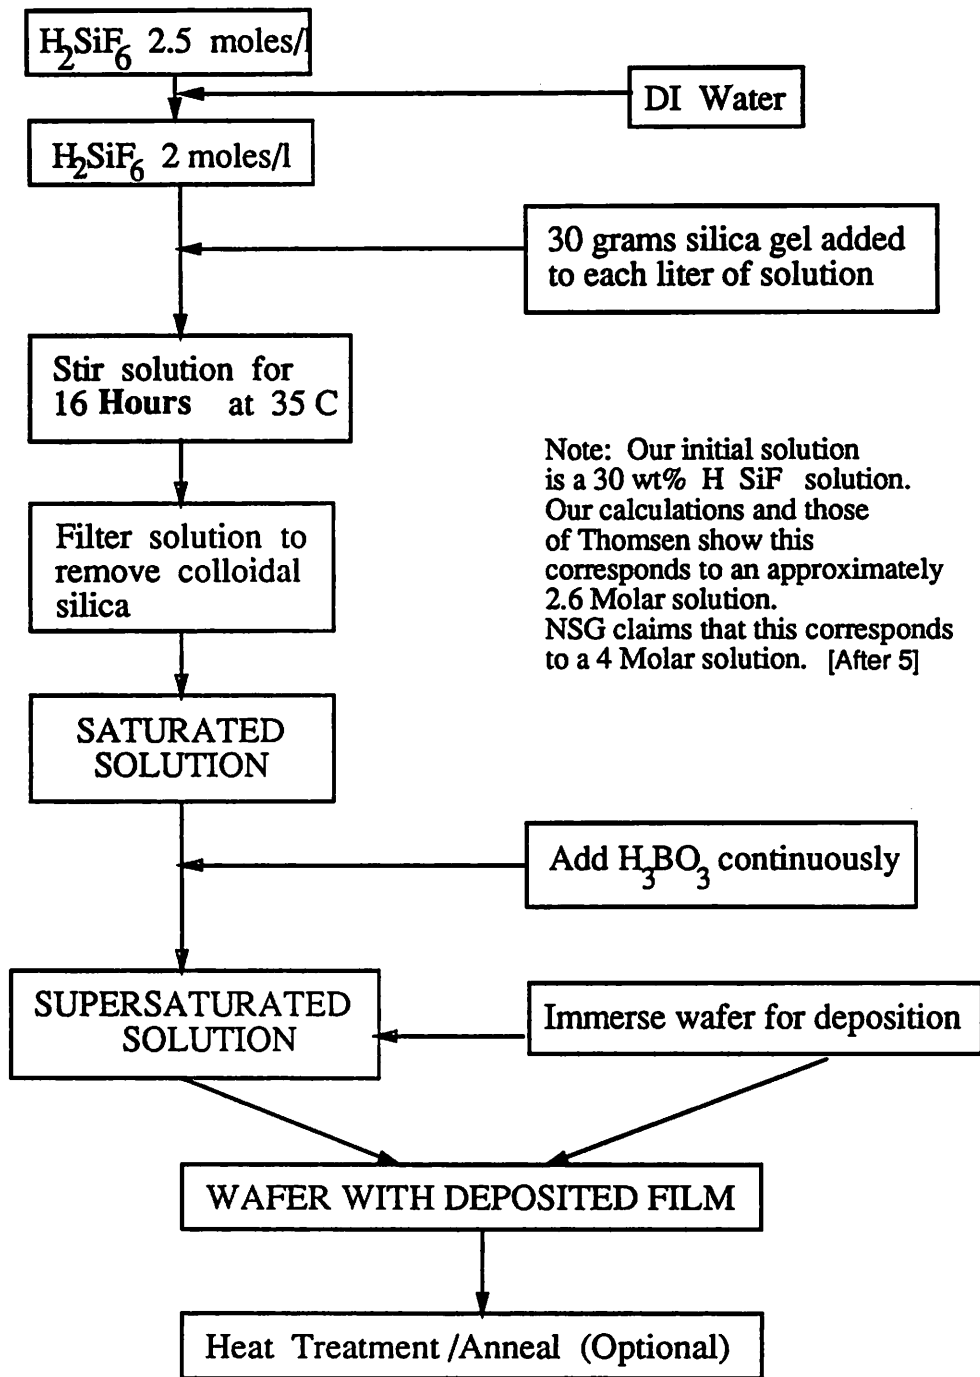 H2SiF6 2.5 moles/l
DI Water
H2SiF6 2 moles/l
30 grams silica gel added
to each liter of solution
Stir solution for
16 Hours at 35 C
Note: Our initial solution
is a 30 wt% H SiF solution.
Our calculations and those
of Thomsen show this
corresponds to an approximately
2.6 Molar solution.
NSG claims that this corresponds
to a 4 Molar solution. [After 5]
Filter solution to
remove colloidal
silica
SATURATED
SOLUTION
Add H3BO3 continuously
SUPERSATURATED
SOLUTION
Immerse wafer for deposition
WAFER WITH DEPOSITED FILM
Heat Treatment /Anneal (Optional)